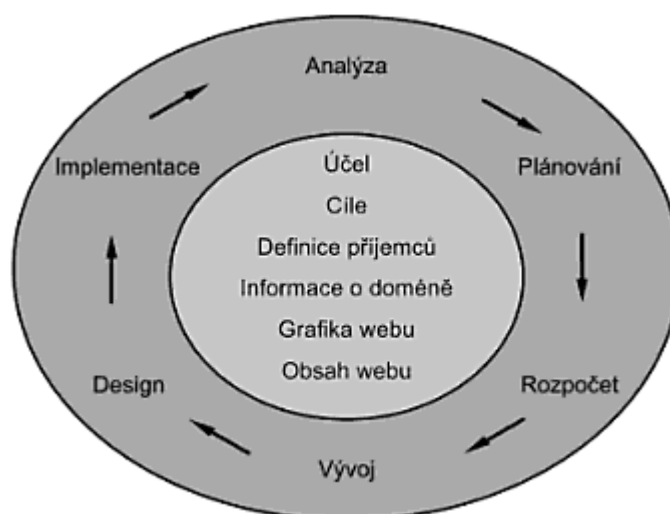 Analýza
Implementace
Plánování
Účel
Cíle
Definice příjemců
Informace o doméně
Grafika webu
Obsah webu
Design
Rozpočet
Vývoj